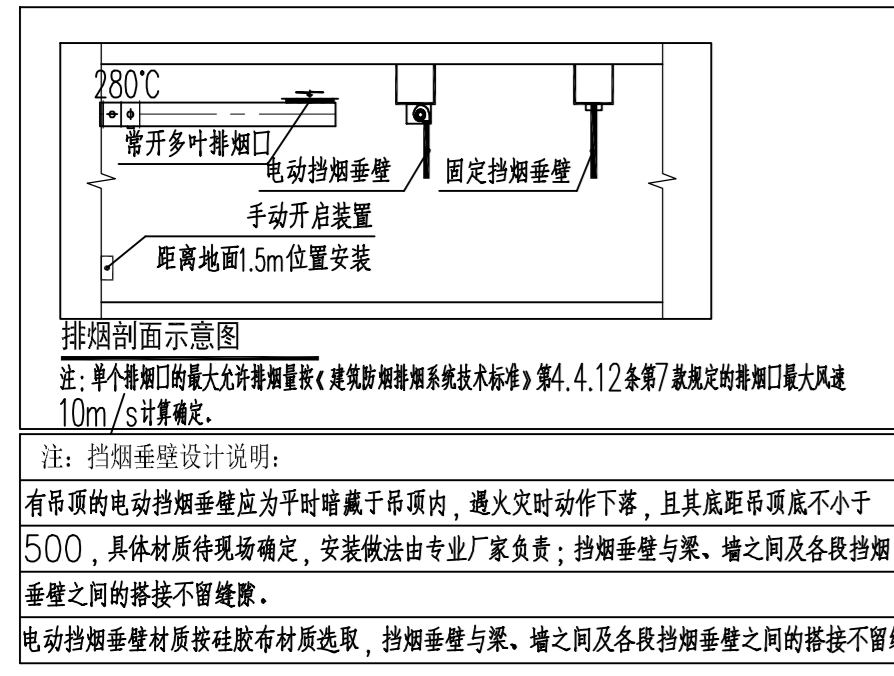 280℃
常开多叶排烟口
电动挡烟垂壁
固定挡烟垂壁
手动开启装置
距离地面1.5m位置安装
排烟剖面示意图
注：单个排烟口的最大允许排烟量按《建筑防烟排烟系统技术标准》第4.4.12条第7款规定的排烟口最大风速
10m/s计算确定.
注：挡烟垂壁设计说明：
有吊顶的电动挡烟垂壁应为平时暗藏于吊顶内，遇火灾时动作下落，且其底距吊顶底不小于
500，具体材质待现场确定，安装做法由专业厂家负责；挡烟垂壁与梁、墙之间及各段挡烟
垂壁之间的搭接不留缝隙.
电动挡烟垂壁材质按硅胶布材质选取，挡烟垂壁与梁、墙之间及各段挡烟垂壁之间的搭接不留